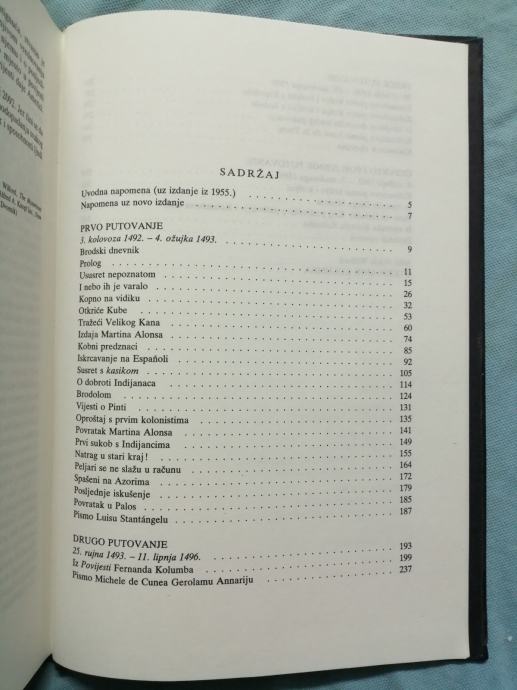 SADRŽAJ
Uvodna napomena (uz izdanje iz 1955.) . . . . . 5
Napomena uz novo izdanje . . . . . 7
PRVO PUTOVANJE
3. kolovoza 1492. – 4. ožujka 1493.
Brodski dnevnik . . . . . 9
Prolog . . . . . 11
Ususret nepoznatom . . . . . 15
I nebo ih je varalo . . . . . 26
Kopno na vidiku . . . . . 32
Otkriće Kube . . . . . 53
Tražeći Velikog Kana . . . . . 60
Izdaja Martina Alonsa . . . . . 74
Kobni predznaci . . . . . 85
Iskrcavanje na Españoli . . . . . 92
Susret s kasikom . . . . . 105
O dobroti Indijanaca . . . . . 114
Brodolom . . . . . 124
Vijesti o Pinti . . . . . 131
Oproštaj s prvim kolonistima . . . . . 135
Povratak Martina Alonsa . . . . . 141
Prvi sukob s Indijancima . . . . . 149
Natrag u stari kraj! . . . . . 155
Peljari se ne slažu u računu . . . . . 164
Spašeni na Azorima . . . . . 172
Posljednje iskušenje . . . . . 179
Povratak u Palos . . . . . 185
Pismo Luisu Stantángelu . . . . . 187
DRUGO PUTOVANJE
25. rujna 1493. – 11. lipnja 1496. . . . . . 193
Iz Povijesti Fernanda Kolumba . . . . . 199
Pismo Michele de Cunea Gerolamu Annariju . . . . . 237